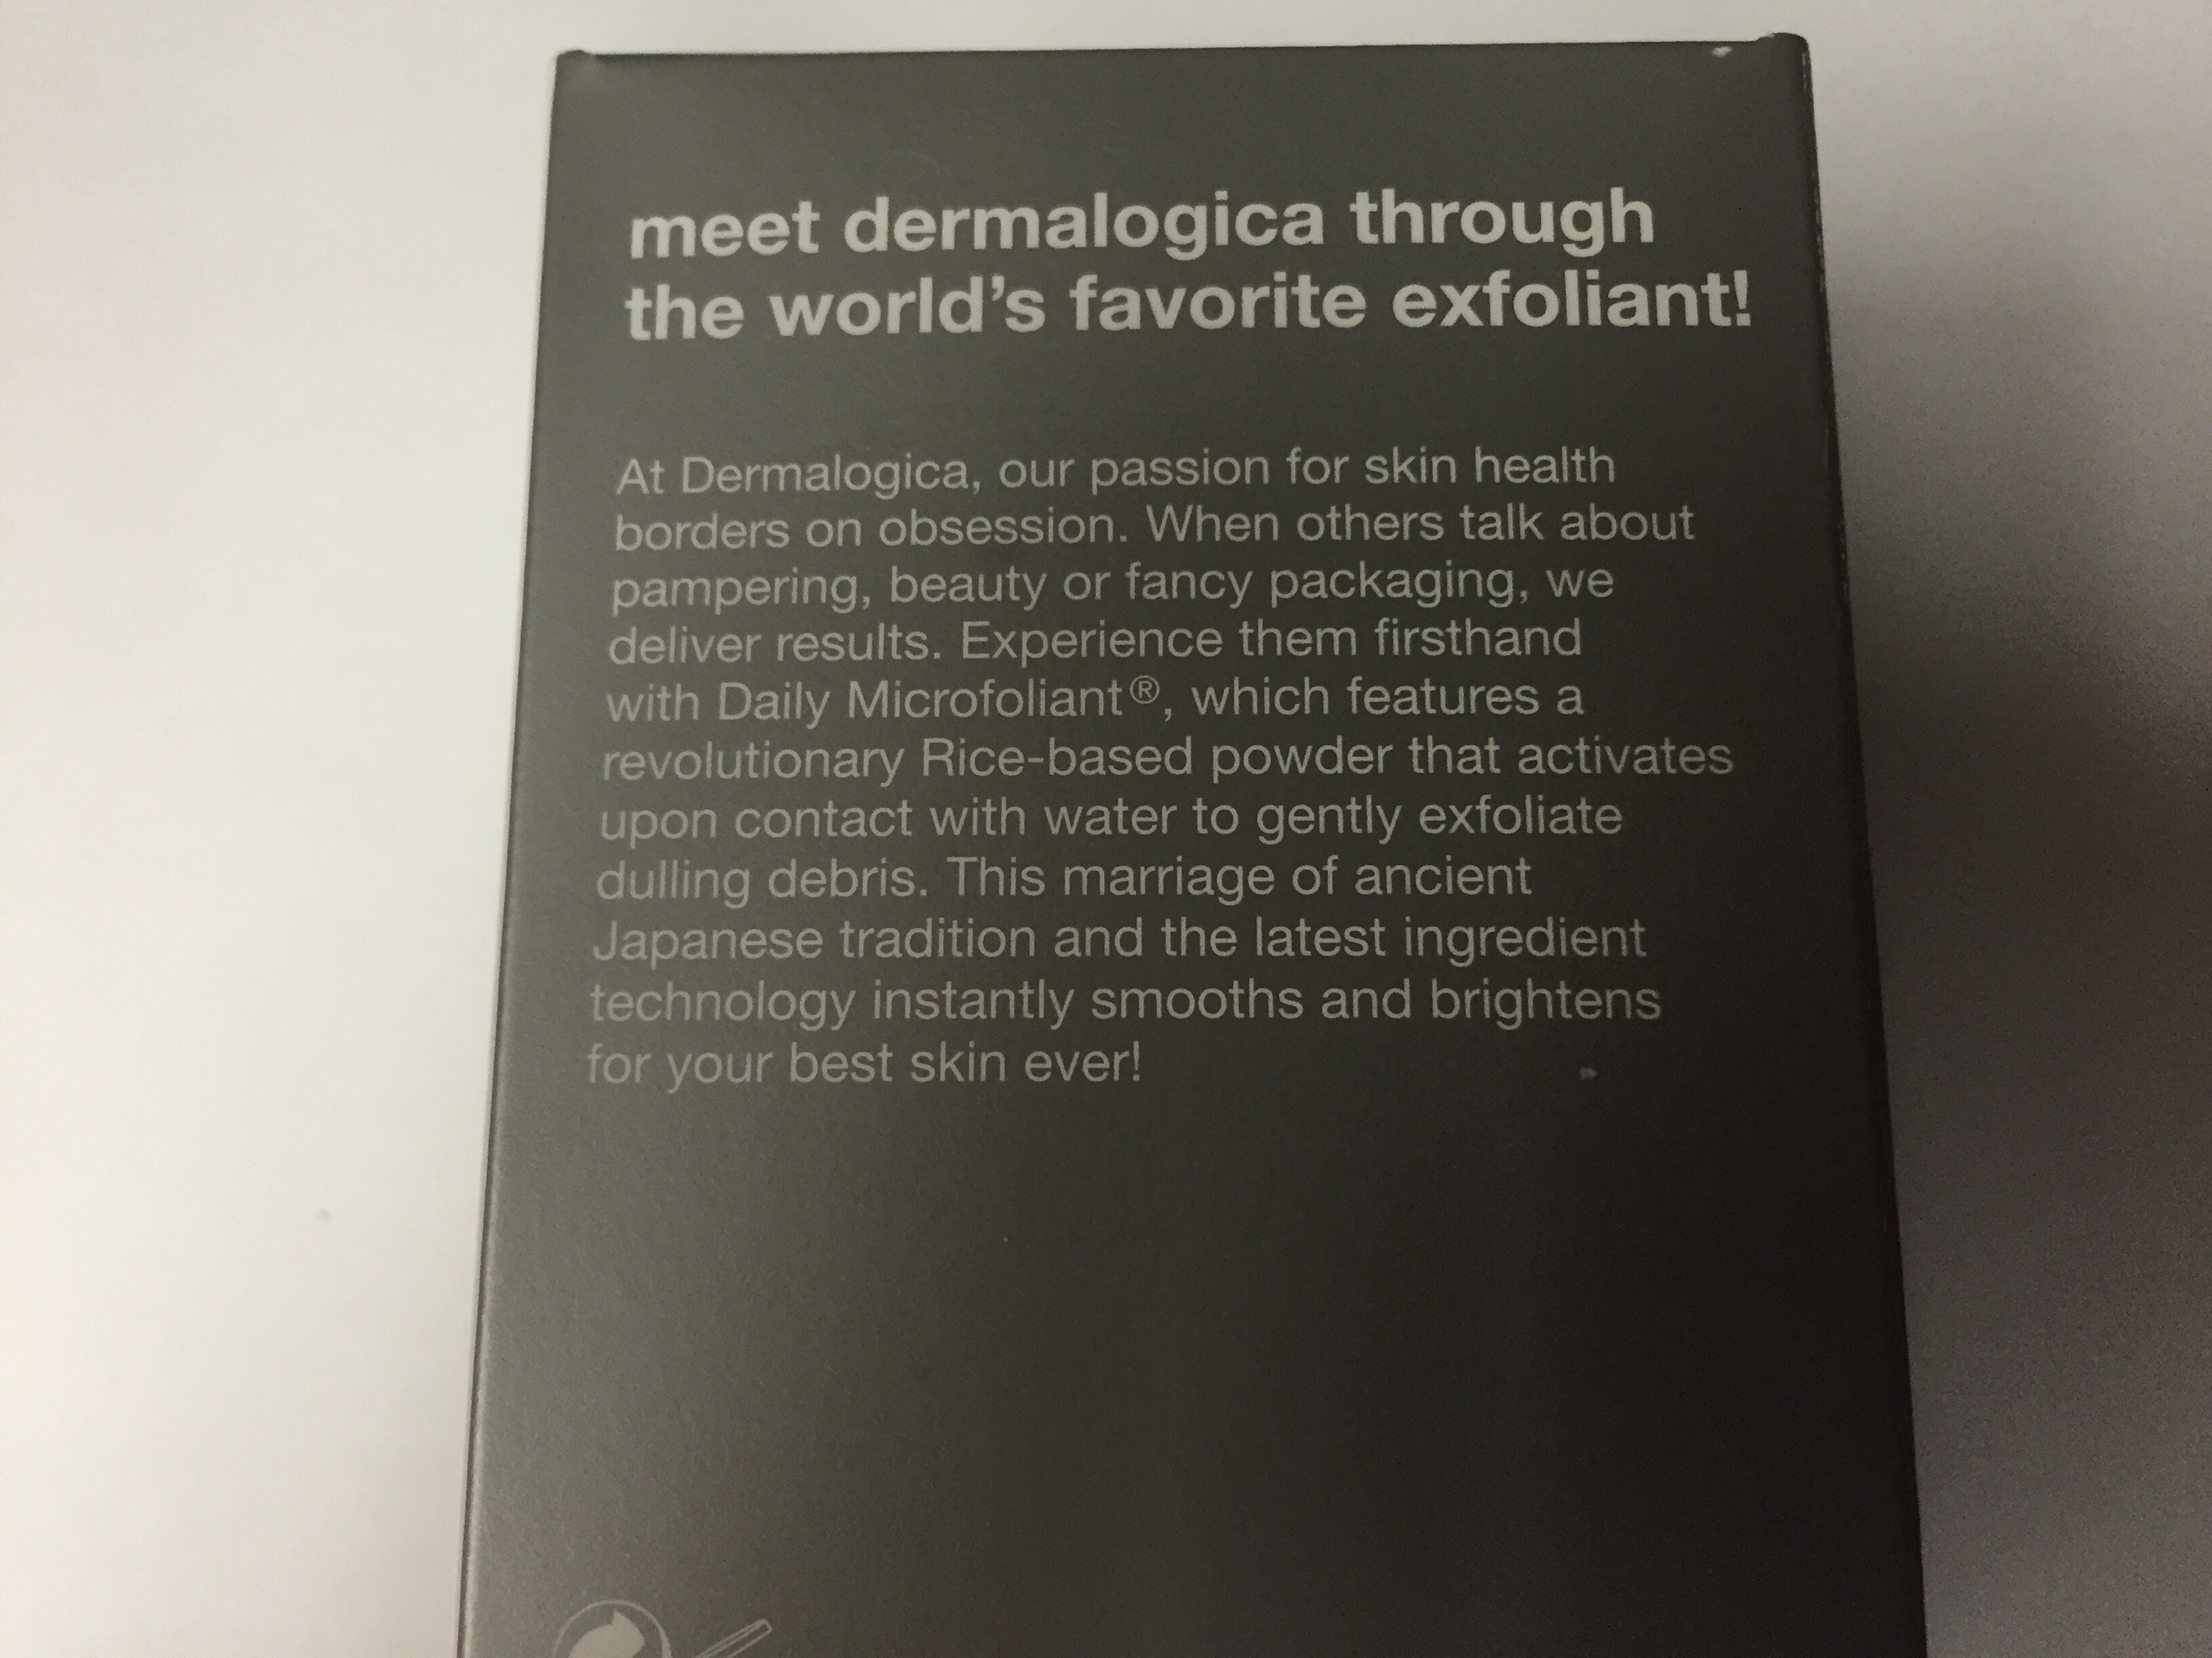 meet dermalogica through
the world's favorite exfoliant!
At Dermalogica, our passion for skin health
borders on obsession. When others talk about
pampering, beauty or fancy packaging, we
deliver results. Experience them firsthand
with Daily Microfoliant®, which features a
revolutionary Rice-based powder that activates
upon contact with water to gently exfoliate
dulling debris. This marriage of ancient
Japanese tradition and the latest ingredient
technology instantly smooths and brightens
for your best skin ever!